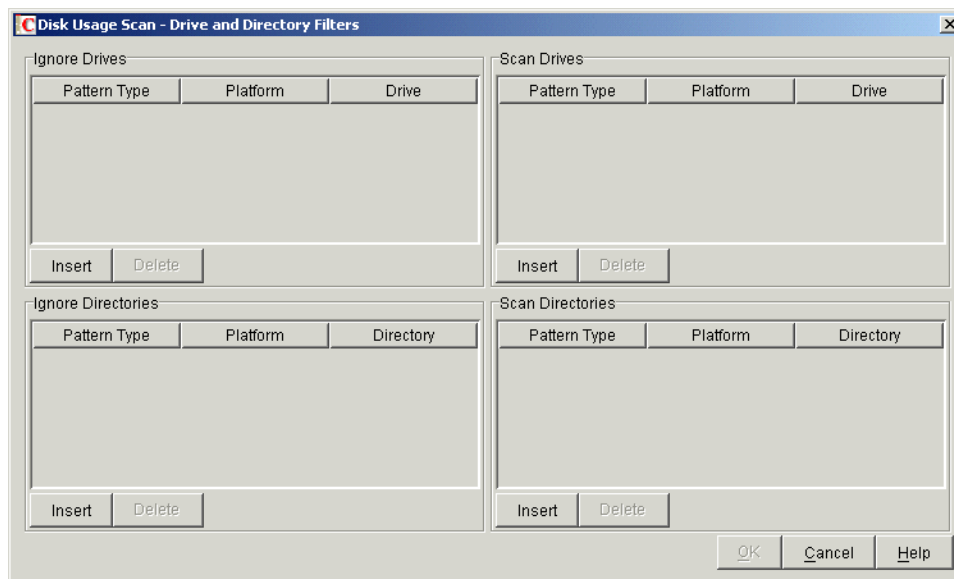 Disk Usage Scan - Drive and Directory Filters
Ignore Drives
Pattern Type Platform Drive
Insert Delete
Scan Drives
Pattern Type Platform Drive
Insert Delete
Ignore Directories
Pattern Type Platform Directory
Insert Delete
Scan Directories
Pattern Type Platform Directory
Insert Delete
OK Cancel Help